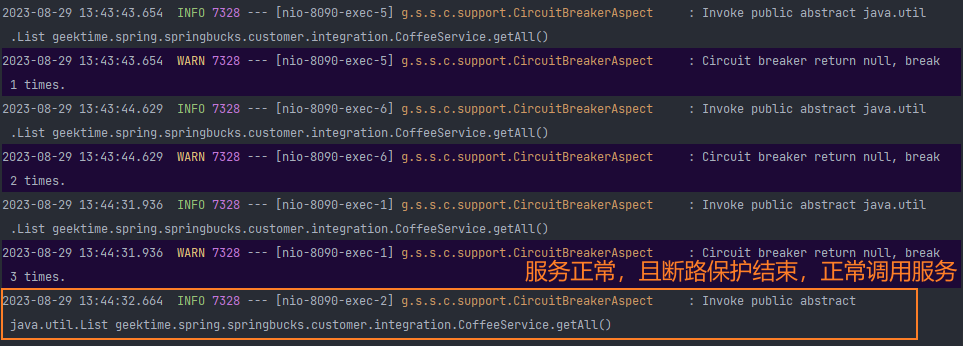 2023-08-29 13:43:43.654  INFO 7328 --- [nio-8090-exec-5] g.s.s.c.support.CircuitBreakerAspect     : Invoke public abstract java.util
.List geektime.spring.springbucks.customer.integration.CoffeeService.getAll()
2023-08-29 13:43:43.654  WARN 7328 --- [nio-8090-exec-5] g.s.s.c.support.CircuitBreakerAspect     : Circuit breaker return null, break
1 times.
2023-08-29 13:43:44.629  INFO 7328 --- [nio-8090-exec-6] g.s.s.c.support.CircuitBreakerAspect     : Invoke public abstract java.util
.List geektime.spring.springbucks.customer.integration.CoffeeService.getAll()
2023-08-29 13:43:44.629  WARN 7328 --- [nio-8090-exec-6] g.s.s.c.support.CircuitBreakerAspect     : Circuit breaker return null, break
2 times.
2023-08-29 13:44:31.936  INFO 7328 --- [nio-8090-exec-1] g.s.s.c.support.CircuitBreakerAspect     : Invoke public abstract java.util
.List geektime.spring.springbucks.customer.integration.CoffeeService.getAll()
2023-08-29 13:44:31.936  WARN 7328 --- [nio-8090-exec-1] g.s.s.c.support.CircuitBreakerAspect     : Circuit breaker return null, break
3 times.
服务正常，且断路保护结束，正常调用服务
2023-08-29 13:44:32.664  INFO 7328 --- [nio-8090-exec-2] g.s.s.c.support.CircuitBreakerAspect     : Invoke public abstract
java.util.List geektime.spring.springbucks.customer.integration.CoffeeService.getAll()